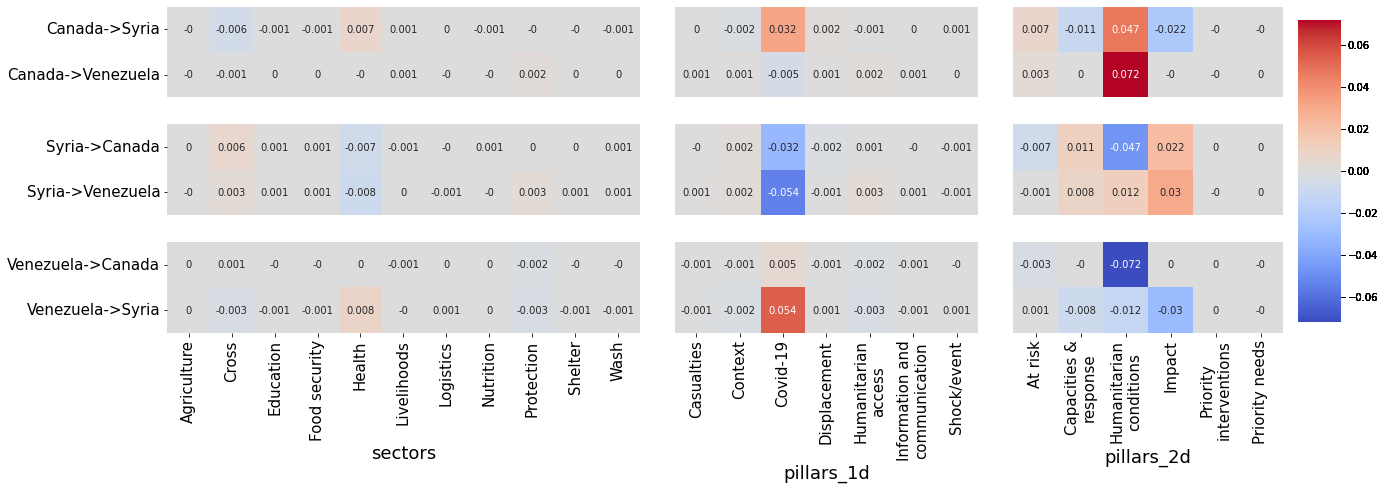 Canada->Syria -0 -0.006 -0.001 -0.001 0.007 0.001 0 -0.001 -0 -0 -0.001 0 -0.002 0.032 0.002 -0.001 0 0.001 0.007 -0.011 0.047 -0.022 -0 -0
Canada->Venezuela -0 -0.001 0 0 -0 0.001 -0 -0 0.002 0 0 0.001 0.001 -0.005 0.001 0.002 0.001 0 0.003 0 0.072 -0 -0 0
Syria->Canada 0 0.006 0.001 0.001 -0.007 -0.001 -0 0.001 0 0 0.001 -0 0.002 -0.032 -0.002 0.001 -0 -0.001 -0.007 0.011 -0.047 0.022 0 0
Syria->Venezuela -0 0.003 0.001 0.001 -0.008 0 -0.001 -0 0.003 0.001 0.001 0.001 0.002 -0.054 -0.001 0.003 0.001 -0.001 -0.001 0.008 0.012 0.03 -0 0
Venezuela->Canada 0 0.001 -0 -0 0 -0.001 0 0 -0.002 -0 -0 -0.001 -0.001 0.005 -0.001 -0.002 -0.001 -0 -0.003 -0 -0.072 0 0 -0
Venezuela->Syria 0 -0.003 -0.001 -0.001 0.008 -0 0.001 0 -0.003 -0.001 -0.001 -0.001 -0.002 0.054 0.001 -0.003 -0.001 0.001 0.001 -0.008 -0.012 -0.03 0 -0
Agriculture
Cross
Education
Food security
Health
Livelihoods
Logistics
Nutrition
Protection
Shelter
Wash
sectors
Casualties
Context
Covid-19
Displacement
Humanitarian
access
Information and
communication
Shock/event
pillars_1d
At risk
Capacities &
response
Humanitarian
conditions
Impact
Priority
interventions
Priority needs
pillars_2d
0.06
0.04
0.02
0.00
−0.02
−0.04
−0.06